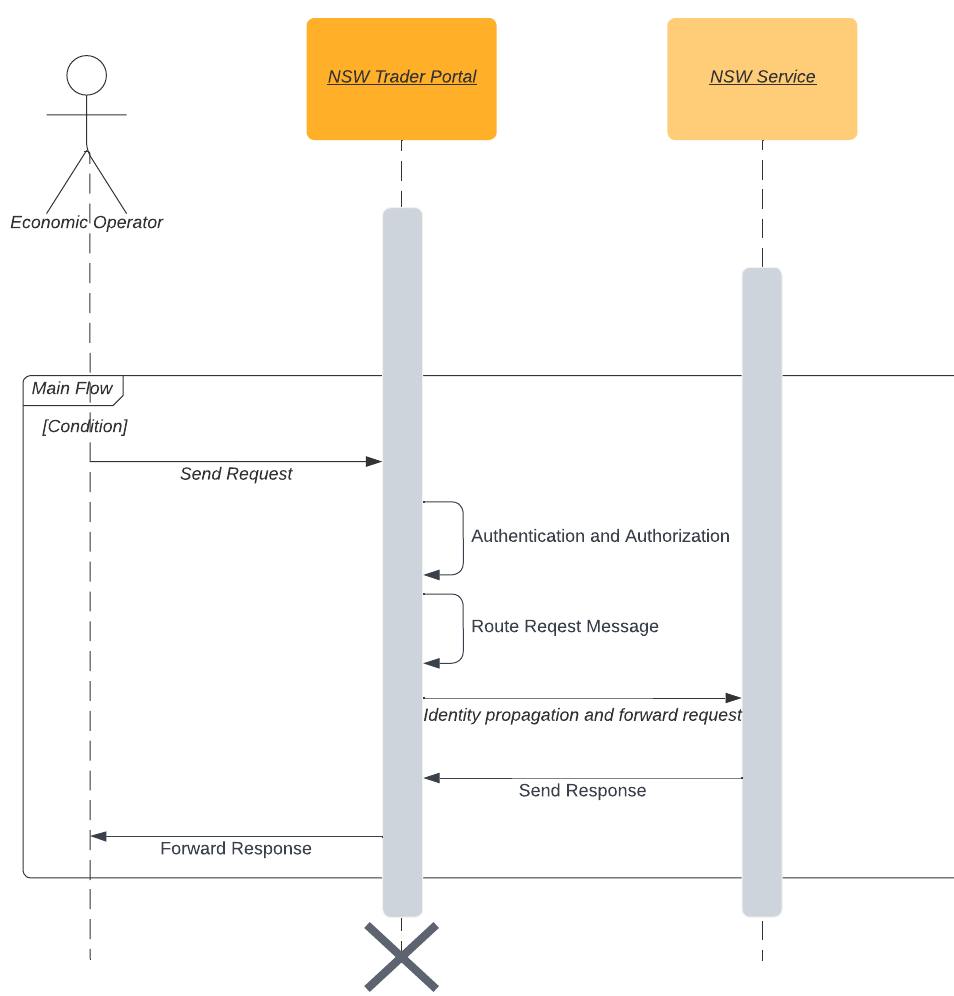 NSW Trader Portal
NSW Service
Economic Operator
Main Flow
[Condition]
Send Request
Authentication and Authorization
Route Reqest Message
Identity propagation and forward request
Send Response
Forward Response